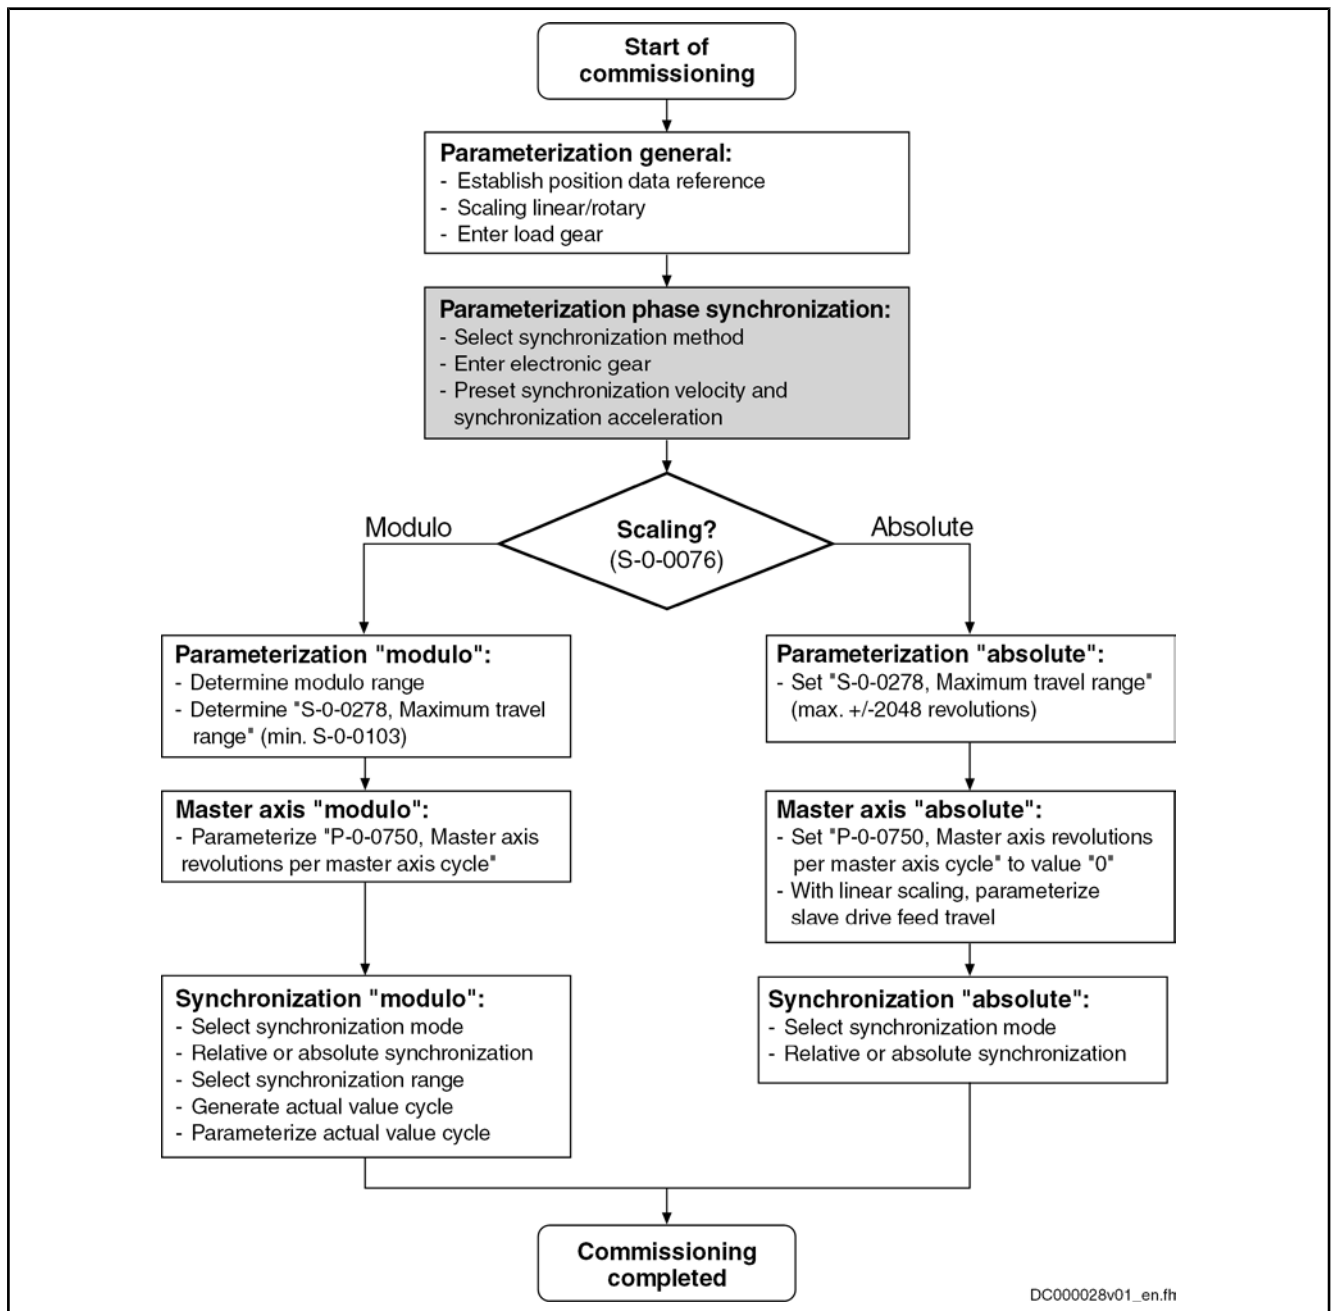 Start of
commissioning
Parameterization general:
- Establish position data reference
- Scaling linear/rotary
- Enter load gear
Parameterization phase synchronization:
- Select synchronization method
- Enter electronic gear
- Preset synchronization velocity and
synchronization acceleration
Modulo
Scaling?
(S-0-0076)
Absolute
Parameterization "modulo":
- Determine modulo range
- Determine "S-0-0278, Maximum travel
range" (min. S-0-0103)
Master axis "modulo":
- Parameterize "P-0-0750, Master axis
revolutions per master axis cycle"
Synchronization "modulo":
- Select synchronization mode
- Relative or absolute synchronization
- Select synchronization range
- Generate actual value cycle
- Parameterize actual value cycle
Parameterization "absolute":
- Set "S-0-0278, Maximum travel range"
(max. +/-2048 revolutions)
Master axis "absolute":
- Set "P-0-0750, Master axis revolutions
per master axis cycle" to value "0"
- With linear scaling, parameterize
slave drive feed travel
Synchronization "absolute":
- Select synchronization mode
- Relative or absolute synchronization
Commissioning
completed
DC000028v01_en.fh